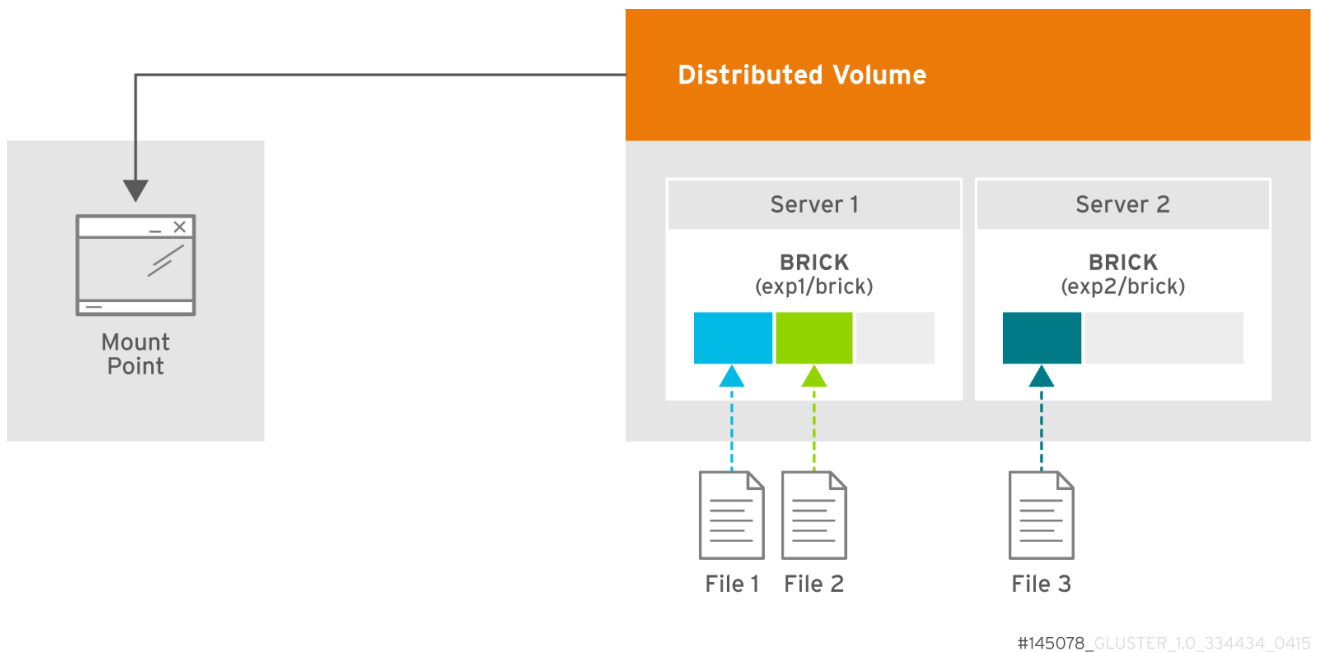 Distributed Volume
Server 1
Server 2
BRICK
(exp1/brick)
BRICK
(exp2/brick)
Mount
Point
File 1
File 2
File 3
#145078_GLUSTER_1.0_334434_0415